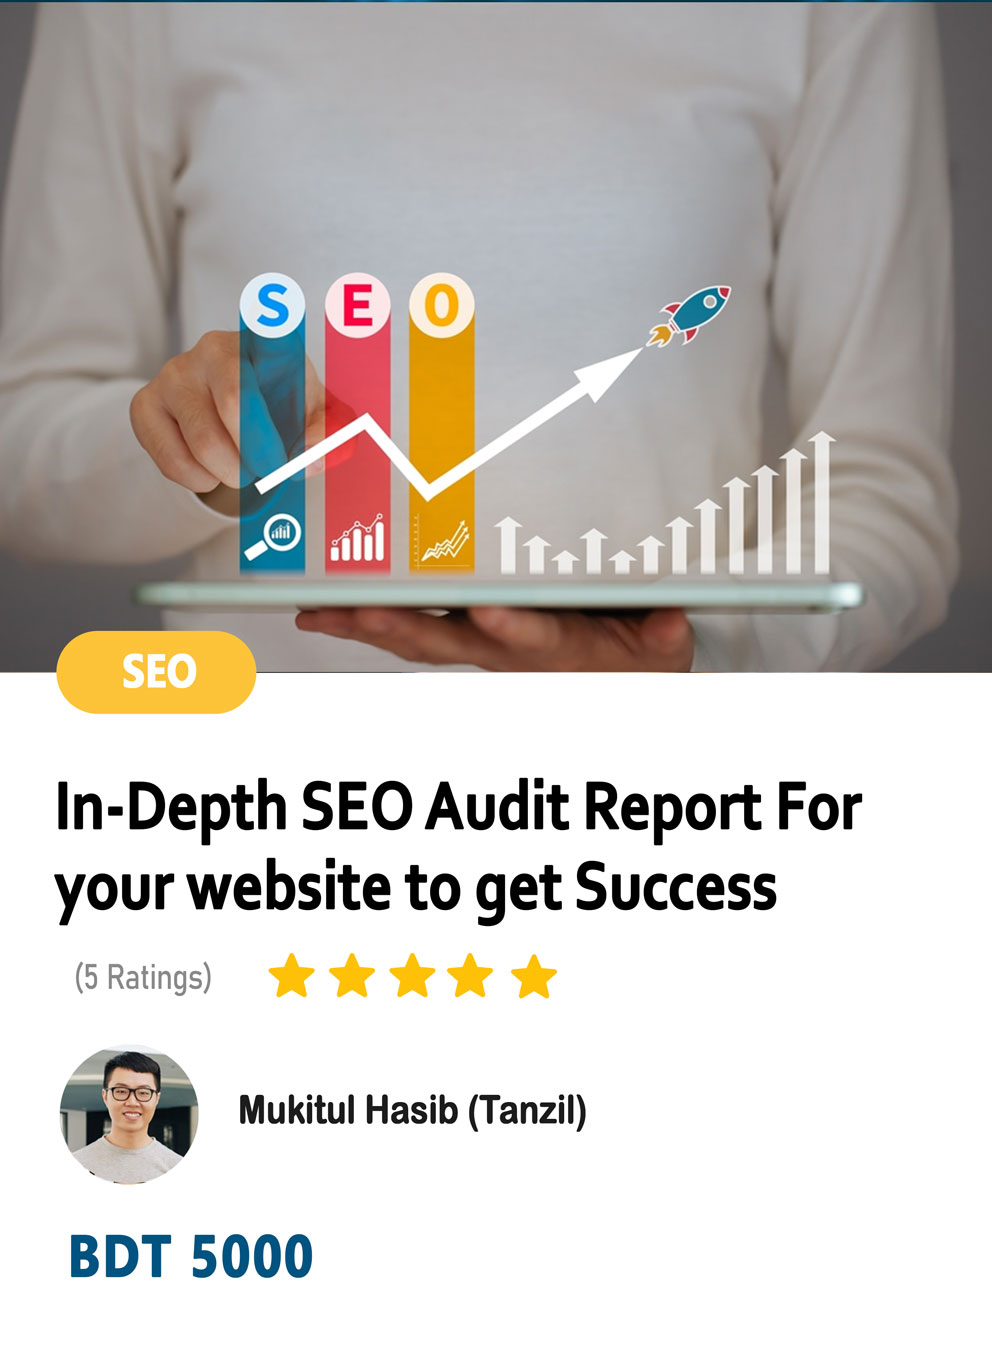 S E O
SEO
In-Depth SEO Audit Report For
your website to get Success
(5 Ratings)
Mukitul Hasib (Tanzil)
BDT 5000